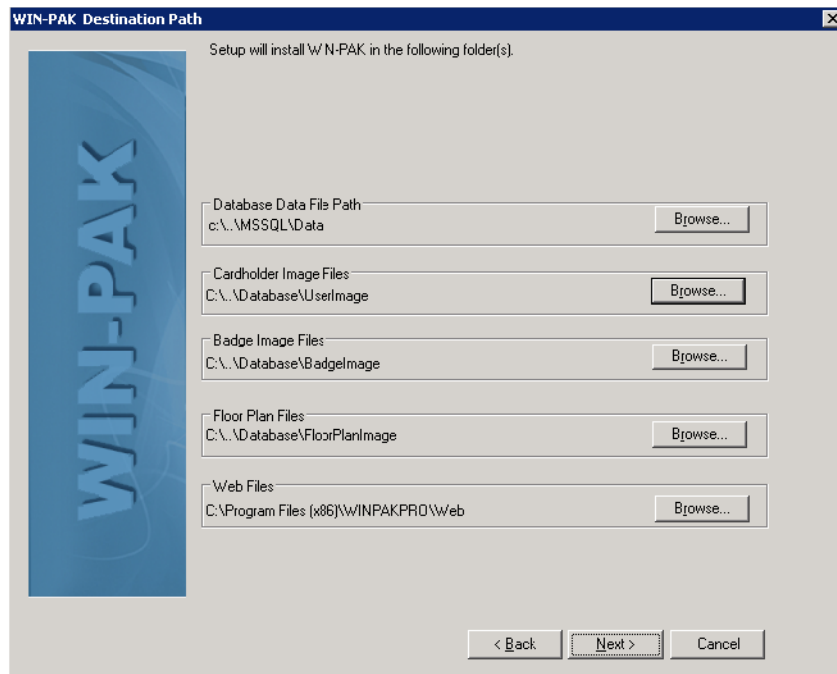 WIN-PAK Destination Path
Setup will install WIN-PAK in the following folder(s).
WIN-PAK
Database Data File Path
c:\..\MSSQL\Data
Browse...
Cardholder Image Files
C:\..\Database\UserImage
Browse...
Badge Image Files
C:\..\Database\BadgeImage
Browse...
Floor Plan Files
C:\..\Database\FloorPlanImage
Browse...
Web Files
C:\Program Files (x86)\WINPAKPRO\Web
Browse...
< Back
Next >
Cancel